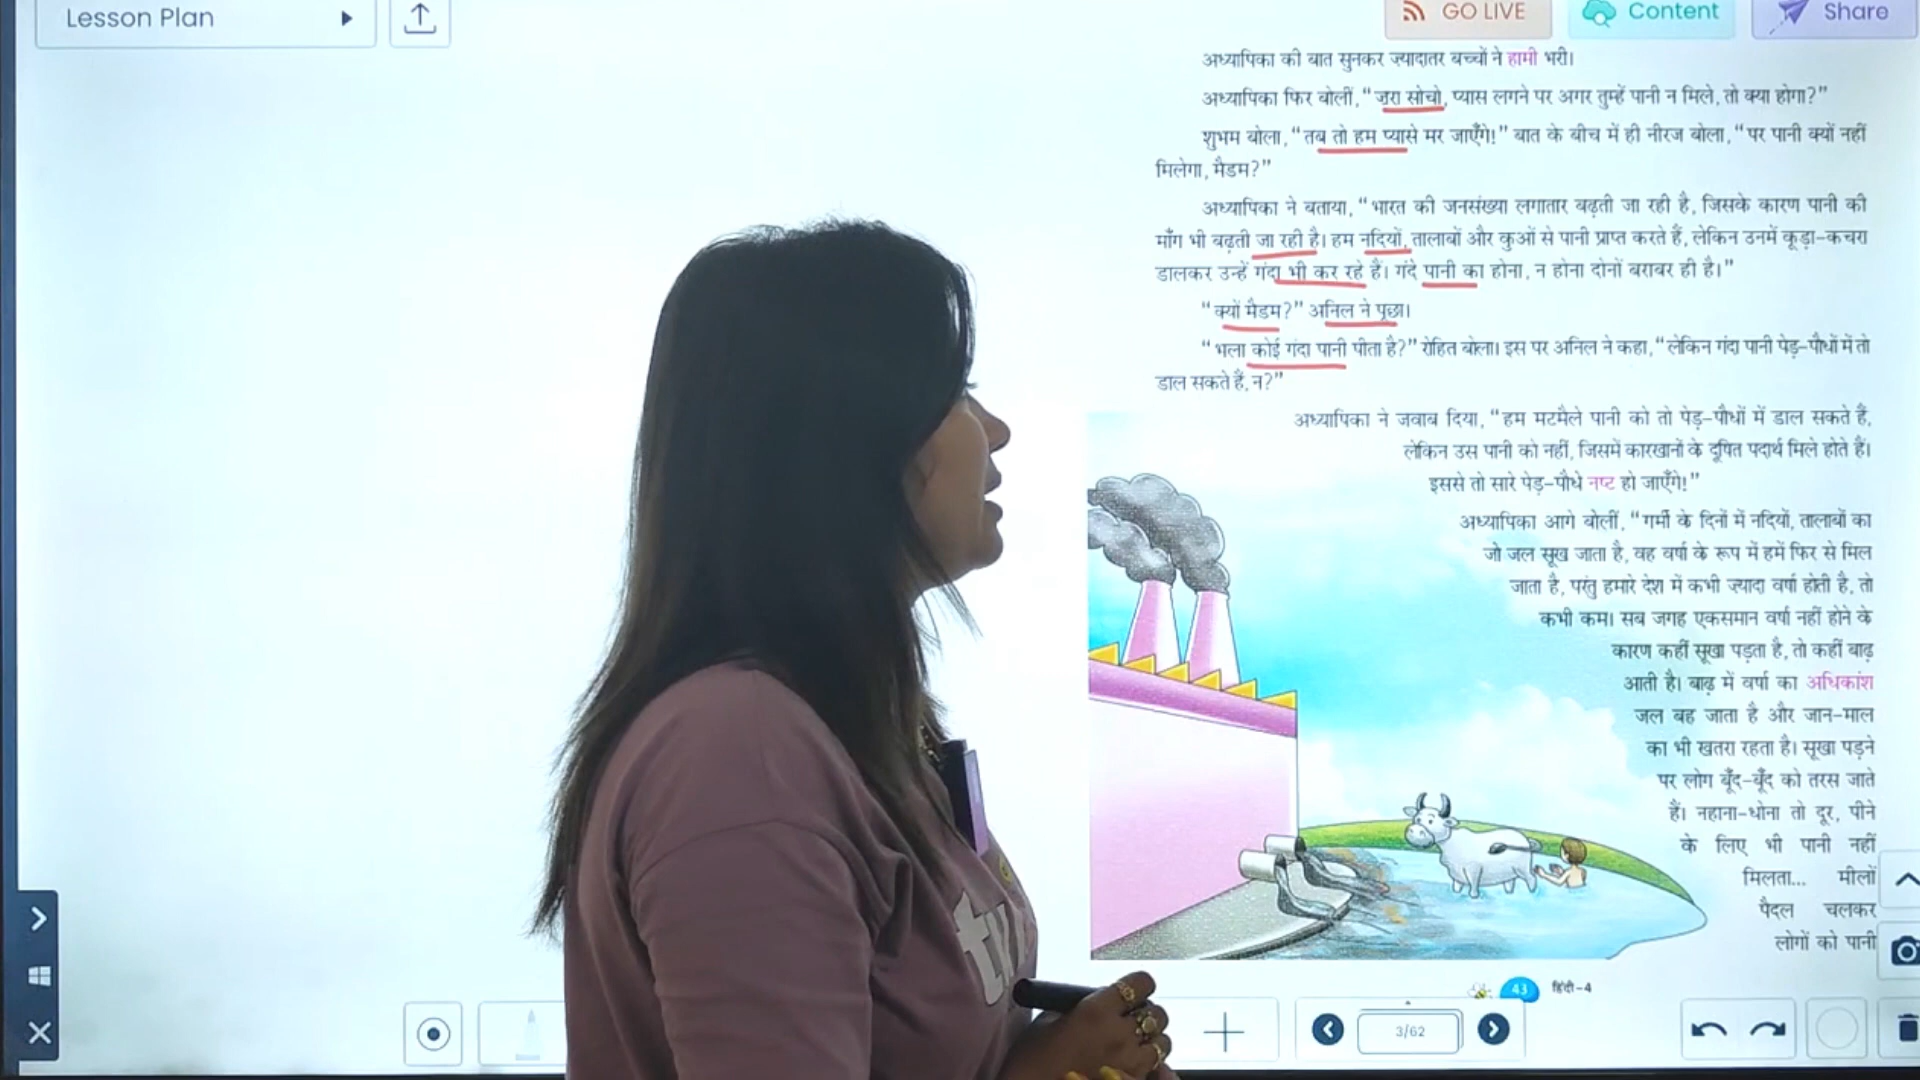 Lesson Plan
GO LIVE
Content
Share
अध्यापिका की बात सुनकर ज़्यादातर बच्चों ने हामी भरी।
अध्यापिका फिर बोलीं, “ज़रा सोचो, प्यास लगने पर अगर तुम्हें पानी न मिले, तो क्या होगा?”
शुभम बोला, “तब तो हम प्यासे मर जाएँगे!” बात के बीच में ही नीरज बोला, “पर पानी क्यों नहीं
मिलेगा, मैडम?”
अध्यापिका ने बताया, “भारत की जनसंख्या लगातार बढ़ती जा रही है, जिसके कारण पानी की
माँग भी बढ़ती जा रही है। हम नदियों, तालाबों और कुओं से पानी प्राप्त करते हैं, लेकिन उनमें कूड़ा-कचरा
डालकर उन्हें गंदा भी कर रहे हैं। गंदे पानी का होना, न होना दोनों बराबर ही है।”
“क्यों मैडम?” अनिल ने पूछा।
“भला कोई गंदा पानी पीता है?” रोहित बोला। इस पर अनिल ने कहा, “लेकिन गंदा पानी पेड़-पौधों में तो
डाल सकते हैं, न?”
अध्यापिका ने जवाब दिया, “हम मटमैले पानी को तो पेड़-पौधों में डाल सकते हैं,
लेकिन उस पानी को नहीं, जिसमें कारखानों के दूषित पदार्थ मिले होते हैं।
इससे तो सारे पेड़-पौधे नष्ट हो जाएँगे!”
अध्यापिका आगे बोलीं, “गर्मी के दिनों में नदियों, तालाबों का
जो जल सूख जाता है, वह वर्षा के रूप में हमें फिर से मिल
जाता है, परंतु हमारे देश में कभी ज्यादा वर्षा होती है, तो
कभी कम। सब जगह एकसमान वर्षा नहीं होने के
कारण कहीं सूखा पड़ता है, तो कहीं बाढ़
आती है। बाढ़ में वर्षा का अधिकांश
जल बह जाता है और जान-माल
का भी खतरा रहता है। सूखा पड़ने
पर लोग बूँद-बूँद को तरस जाते
हैं। नहाना-धोना तो दूर, पीने
के लिए भी पानी नहीं
मिलता... मीलों
पैदल चलकर
लोगों को पानी
43 हिंदी-4
3/62